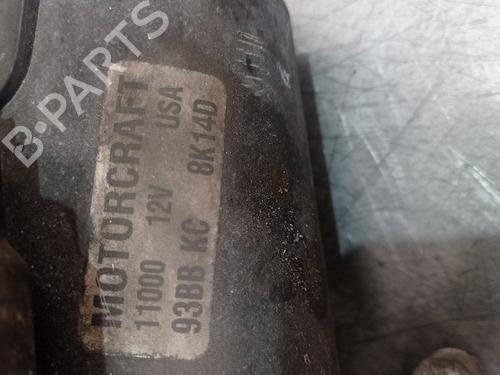 MOTORCRAFT
11000 12V USA
93BB KC 8K14D
B-PARTS